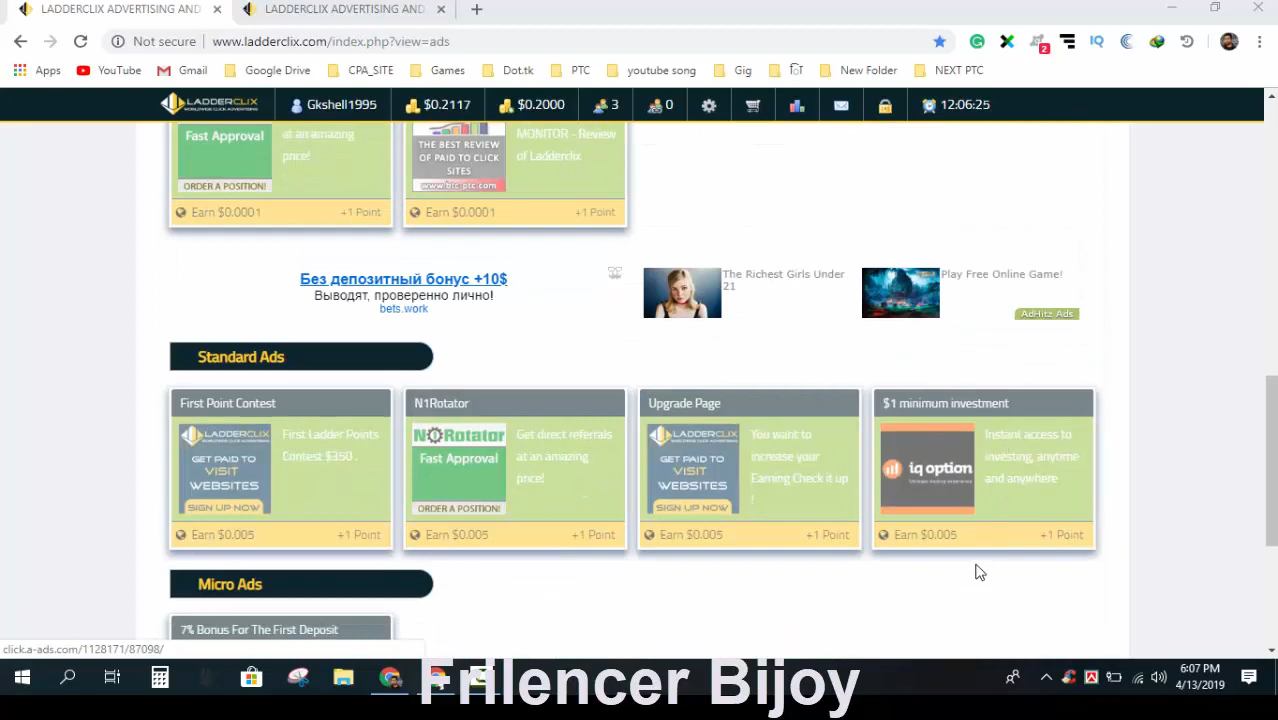 LADDERCLIX ADVERTISING AND
LADDERCLIX ADVERTISING AND
Not secure
www.ladderclix.com/index.php?view=ads
2
Apps
YouTube
Gmail
Google Drive
CPA_SITE
Games
Dot.tk
PTC
youtube song
Gig
New Folder
NEXT PTC
LADDERCLIX
WORLDWIDE CLICK ADVERTISING
Gkshell1995
$0.2117
$0.2000
3
0
12:06:25
Fast Approval
ORDER A POSITION!
at an amazing
price!
THE BEST REVIEW
OF PAID TO CLICK
SITES
www.btc-ptc.com
MONITOR - Review
of Ladderclix
Earn $0.0001
+1 Point
Earn $0.0001
+1 Point
Без депозитный бонус +10$
Выводят, проверенно лично!
bets.work
The Richest Girls Under
21
Play Free Online Game!
AdHitz Ads
Standard Ads
First Point Contest
LADDERCLIX
GET PAID TO
VISIT
WEBSITES
SIGN UP NOW
First Ladder Points
Contest $350 .
Earn $0.005
+1 Point
N1Rotator
N1Rotator
Fast Approval
ORDER A POSITION!
Get direct referrals
at an amazing
price!
Earn $0.005
+1 Point
Upgrade Page
LADDERCLIX
GET PAID TO
VISIT
WEBSITES
SIGN UP NOW
You want to
increase your
Earning Check it up
!
Earn $0.005
+1 Point
$1 minimum investment
iq option
Instant access to
investing, anytime
and anywhere
Earn $0.005
+1 Point
Micro Ads
7% Bonus For The First Deposit
click.a-ads.com/1128171/87098/
Frilencer Bijoy
6:07 PM
4/13/2019